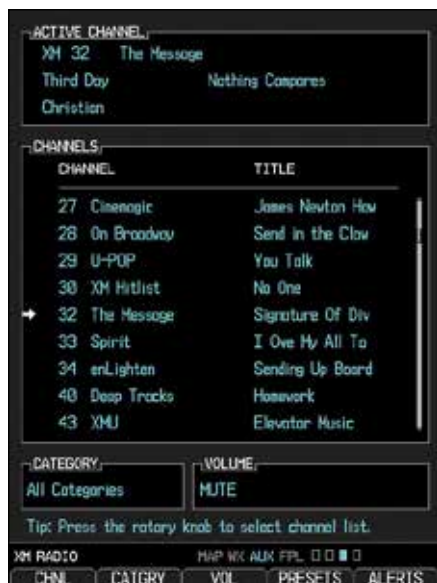 ACTIVE CHANNEL
XM 32 The Message
Third Day Nothing Compares
Christian
CHANNELS
CHANNEL TITLE
27 Cinemagic James Newton How
28 On Broadway Send in the Clow
29 U-POP You Talk
30 XM Hitlist No One
32 The Message Signature Of Div
33 Spirit I Owe My All To
34 enLighten Sending Up Board
40 Deep Tracks Homework
43 XMU Elevator Music
CATEGORY
All Categories
VOLUME
MUTE
Tip: Press the rotary knob to select channel list.
XM RADIO MAP WX AUX FPL
CHNL CATGRY VOL PRESETS ALERTS